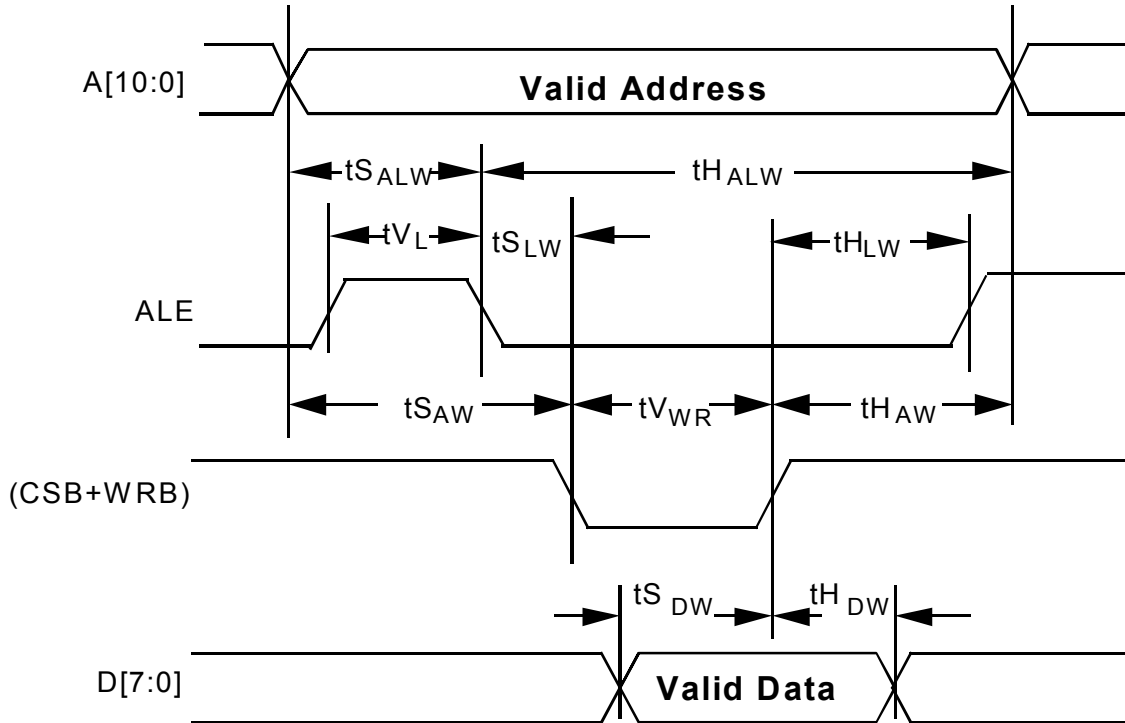 A[10:0]
Valid Address
tS ALW
tH ALW
tV L
tS LW
tH LW
ALE
tS AW
tV WR
tH AW
(CSB+WRB)
tS DW
tH DW
D[7:0]
Valid Data